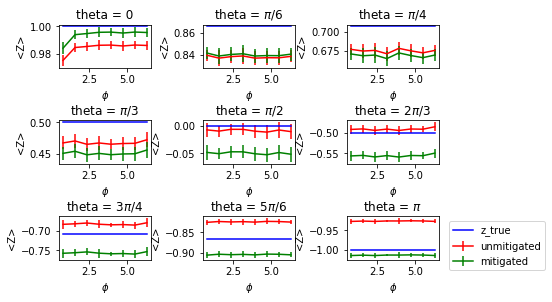 theta = 0
theta = π/6
theta = π/4
<Z>
1.00
0.98
2.5
5.0
ϕ
<Z>
0.86
0.84
2.5
5.0
ϕ
<Z>
0.700
0.675
2.5
5.0
ϕ
theta = π/3
theta = π/2
theta = 2π/3
<Z>
0.50
0.45
2.5
5.0
ϕ
<Z>
0.00
−0.05
2.5
5.0
ϕ
<Z>
−0.50
−0.55
2.5
5.0
ϕ
theta = 3π/4
theta = 5π/6
theta = π
<Z>
−0.70
−0.75
2.5
5.0
ϕ
<Z>
−0.85
−0.90
2.5
5.0
ϕ
<Z>
−0.95
−1.00
2.5
5.0
ϕ
z_true
unmitigated
mitigated